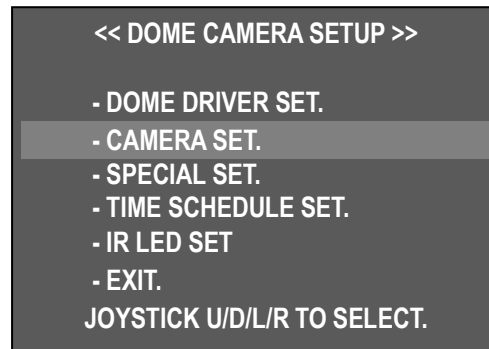 << DOME CAMERA SETUP >>
- DOME DRIVER SET.
- CAMERA SET.
- SPECIAL SET.
- TIME SCHEDULE SET.
- IR LED SET
- EXIT.
JOYSTICK U/D/L/R TO SELECT.